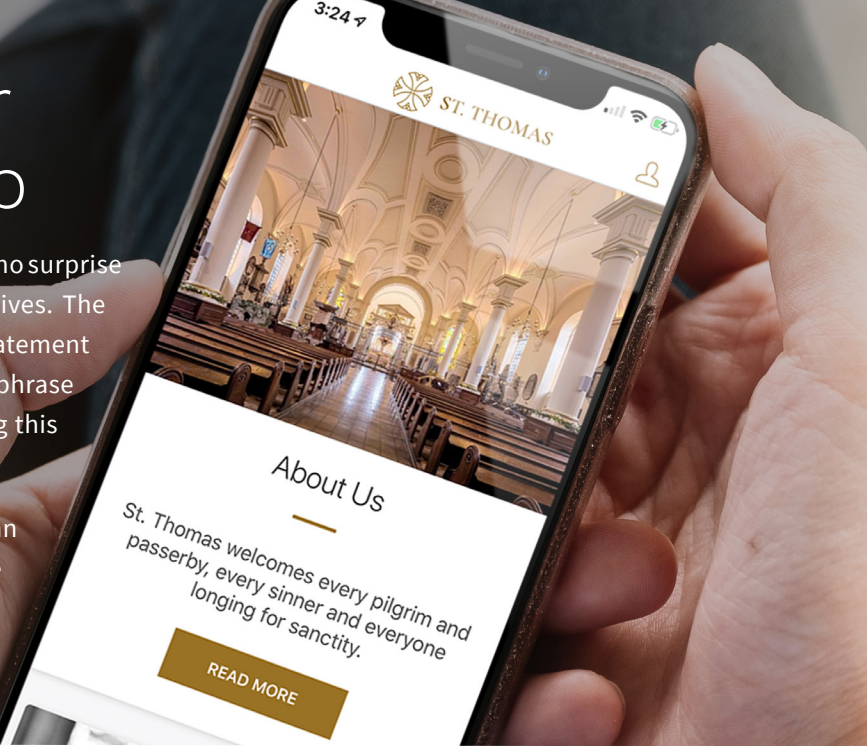 3:24
ST. THOMAS
no surprise
ives. The
atement
phrase
g this
About Us
St. Thomas welcomes every pilgrim and
passerby, every sinner and everyone
longing for sanctity.
READ MORE